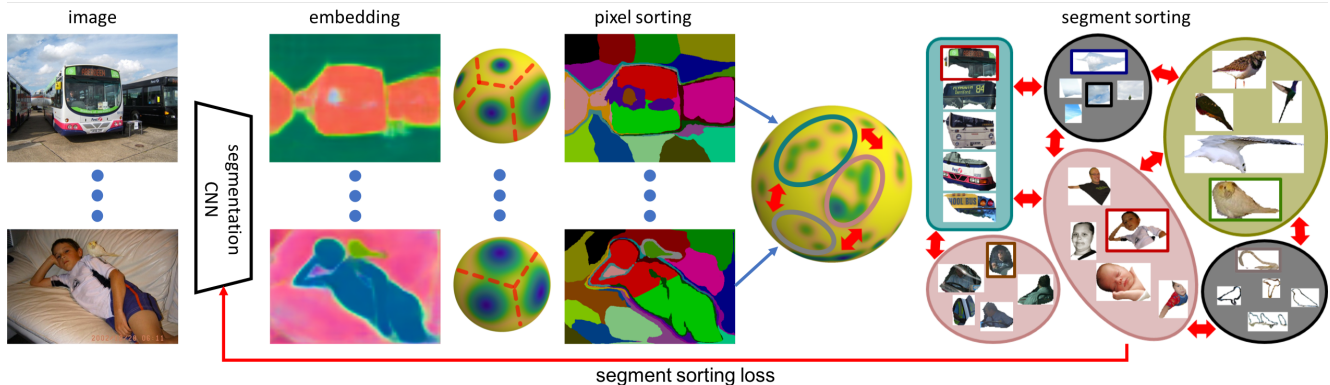 image
embedding
pixel sorting
segment sorting
segmentation
CNN
segment sorting loss